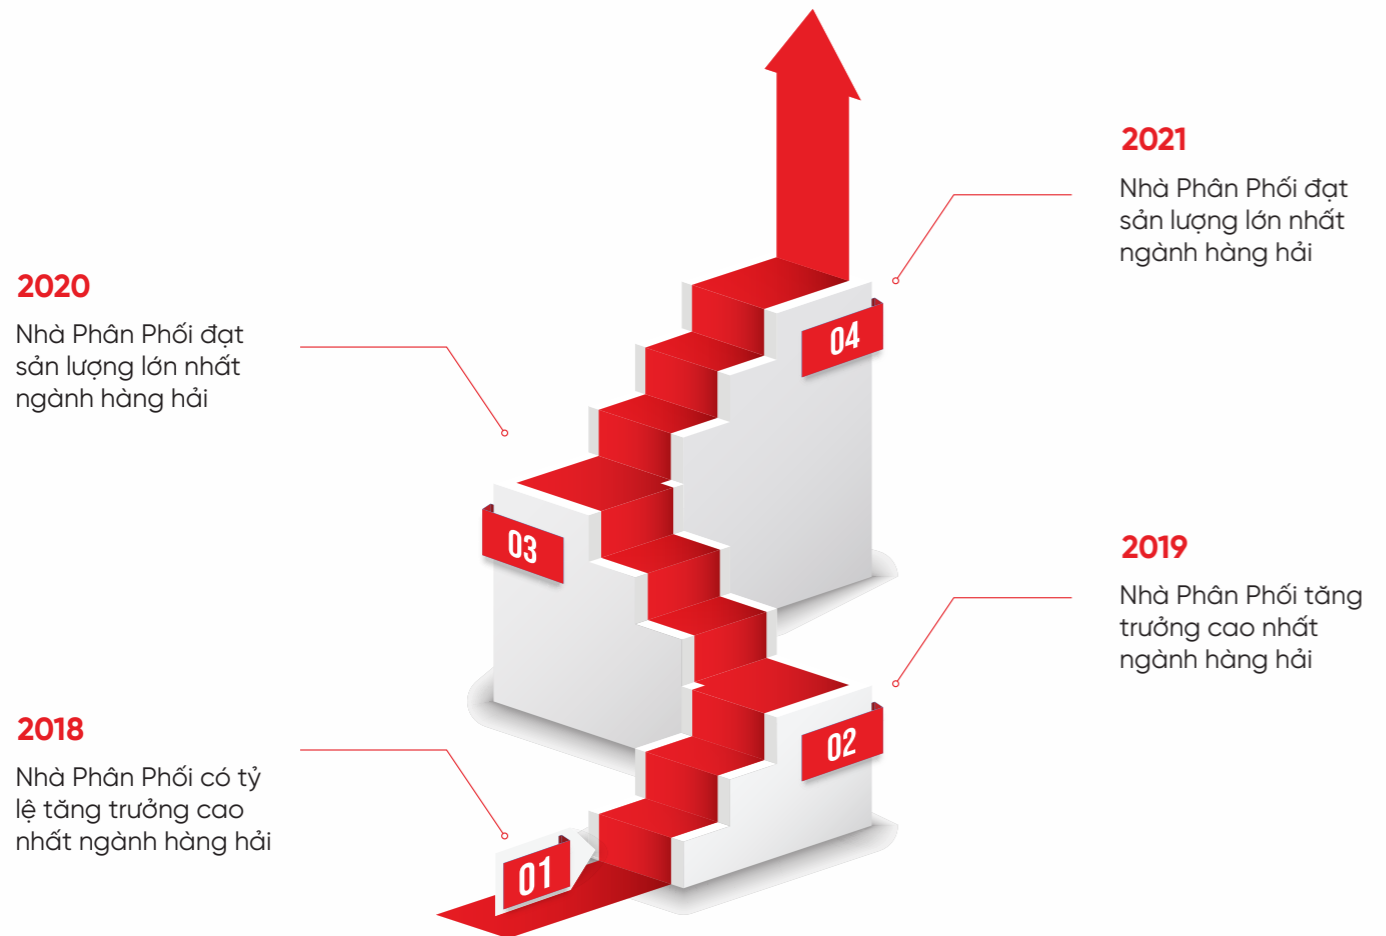 2021
Nhà Phân Phối đạt
sản lượng lớn nhất
ngành hàng hải
2020
Nhà Phân Phối đạt
sản lượng lớn nhất
ngành hàng hải
04
03
2019
Nhà Phân Phối tăng
trưởng cao nhất
ngành hàng hải
2018
Nhà Phân Phối có tỷ
lệ tăng trưởng cao
nhất ngành hàng hải
02
01